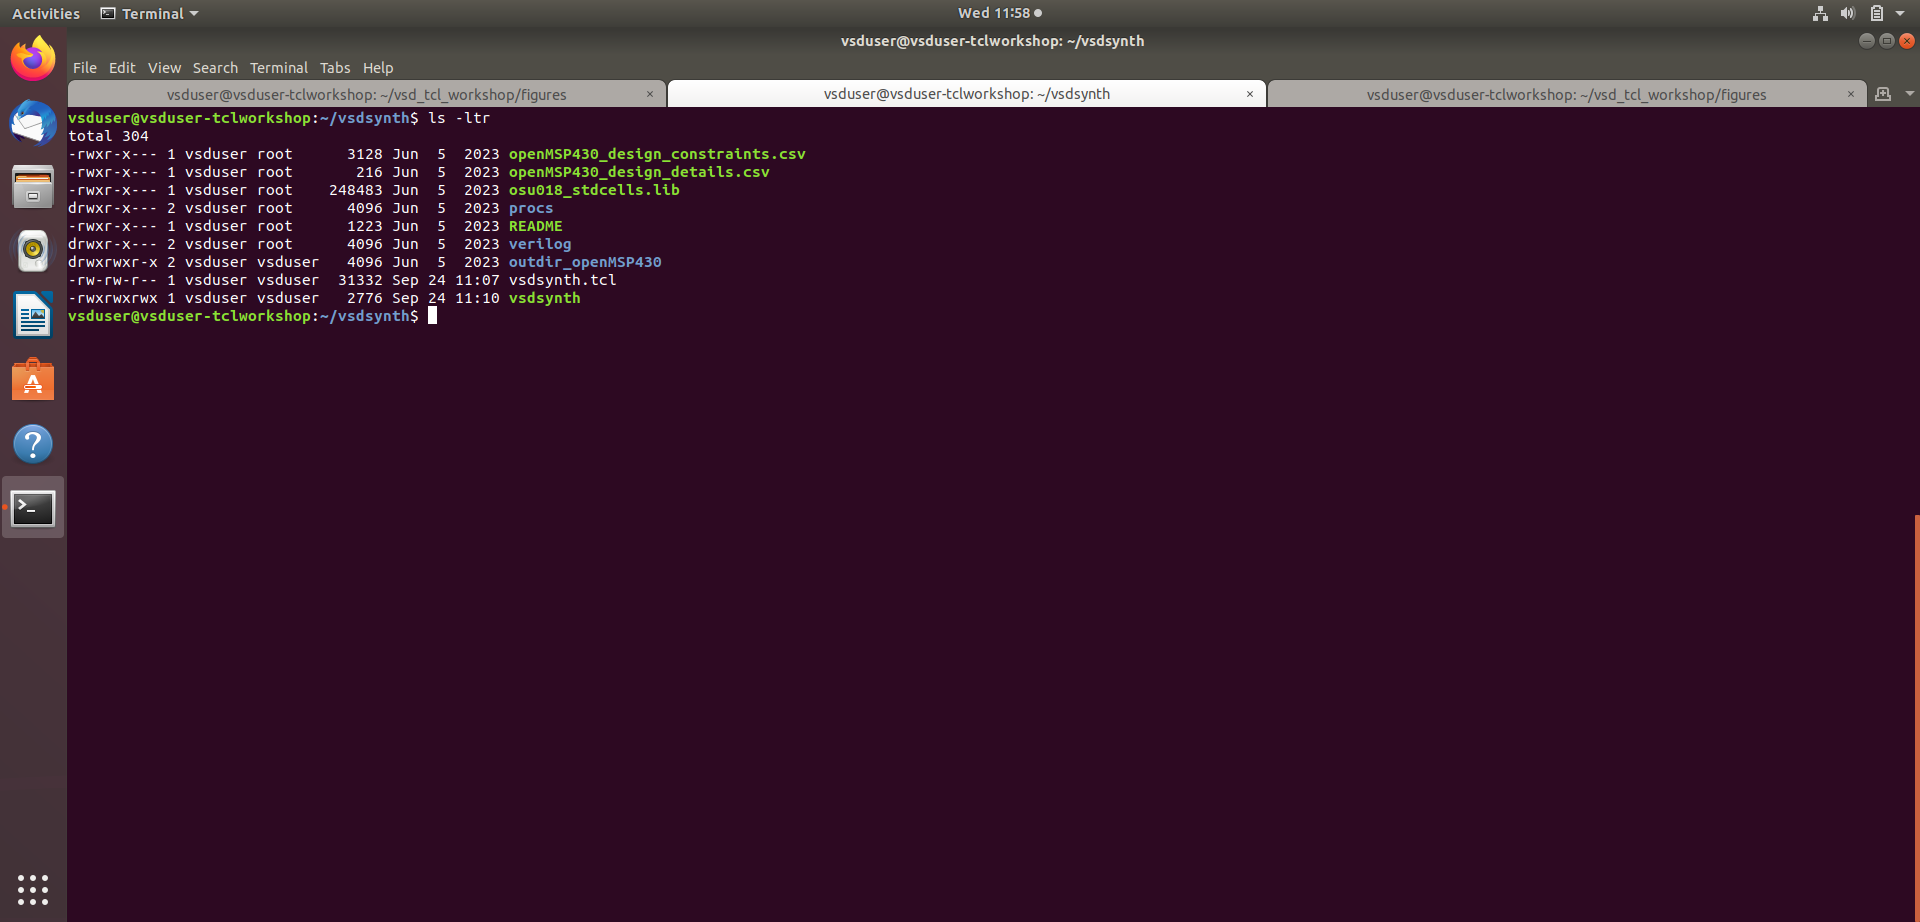 Activities Terminal Wed 11:58
vsduser@vsduser-tclworkshop: ~/vsdsynth
File Edit View Search Terminal Tabs Help
vsduser@vsduser-tclworkshop: ~/vsd_tcl_workshop/figures × vsduser@vsduser-tclworkshop: ~/vsdsynth × vsduser@vsduser-tclworkshop: ~/vsd_tcl_workshop/figures ×
vsduser@vsduser-tclworkshop:~/vsdsynth$ ls -ltr
total 304
-rwxr-x--- 1 vsduser root      3128 Jun  5  2023 openMSP430_design_constraints.csv
-rwxr-x--- 1 vsduser root       216 Jun  5  2023 openMSP430_design_details.csv
-rwxr-x--- 1 vsduser root    248483 Jun  5  2023 osu018_stdcells.lib
drwxr-x--- 2 vsduser root      4096 Jun  5  2023 procs
-rwxr-x--- 1 vsduser root      1223 Jun  5  2023 README
drwxr-x--- 2 vsduser root      4096 Jun  5  2023 verilog
drwxrwxr-x 2 vsduser vsduser   4096 Jun  5  2023 outdir_openMSP430
-rw-rw-r-- 1 vsduser vsduser  31332 Sep 24 11:07 vsdsynth.tcl
-rwxrwxrwx 1 vsduser vsduser   2776 Sep 24 11:10 vsdsynth
vsduser@vsduser-tclworkshop:~/vsdsynth$